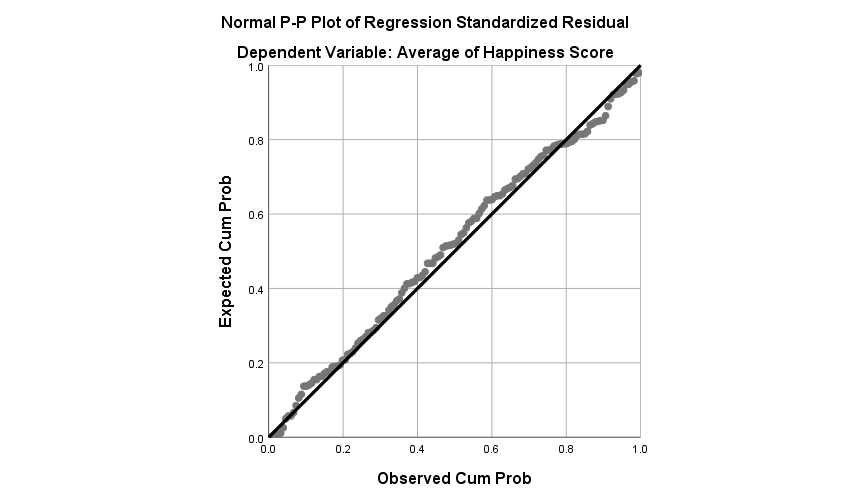 Normal P-P Plot of Regression Standardized Residual
Dependent Variable: Average of Happiness Score
Expected Cum Prob
1.0
0.8
0.6
0.4
0.2
0.0
0.0 0.2 0.4 0.6 0.8 1.0
Observed Cum Prob